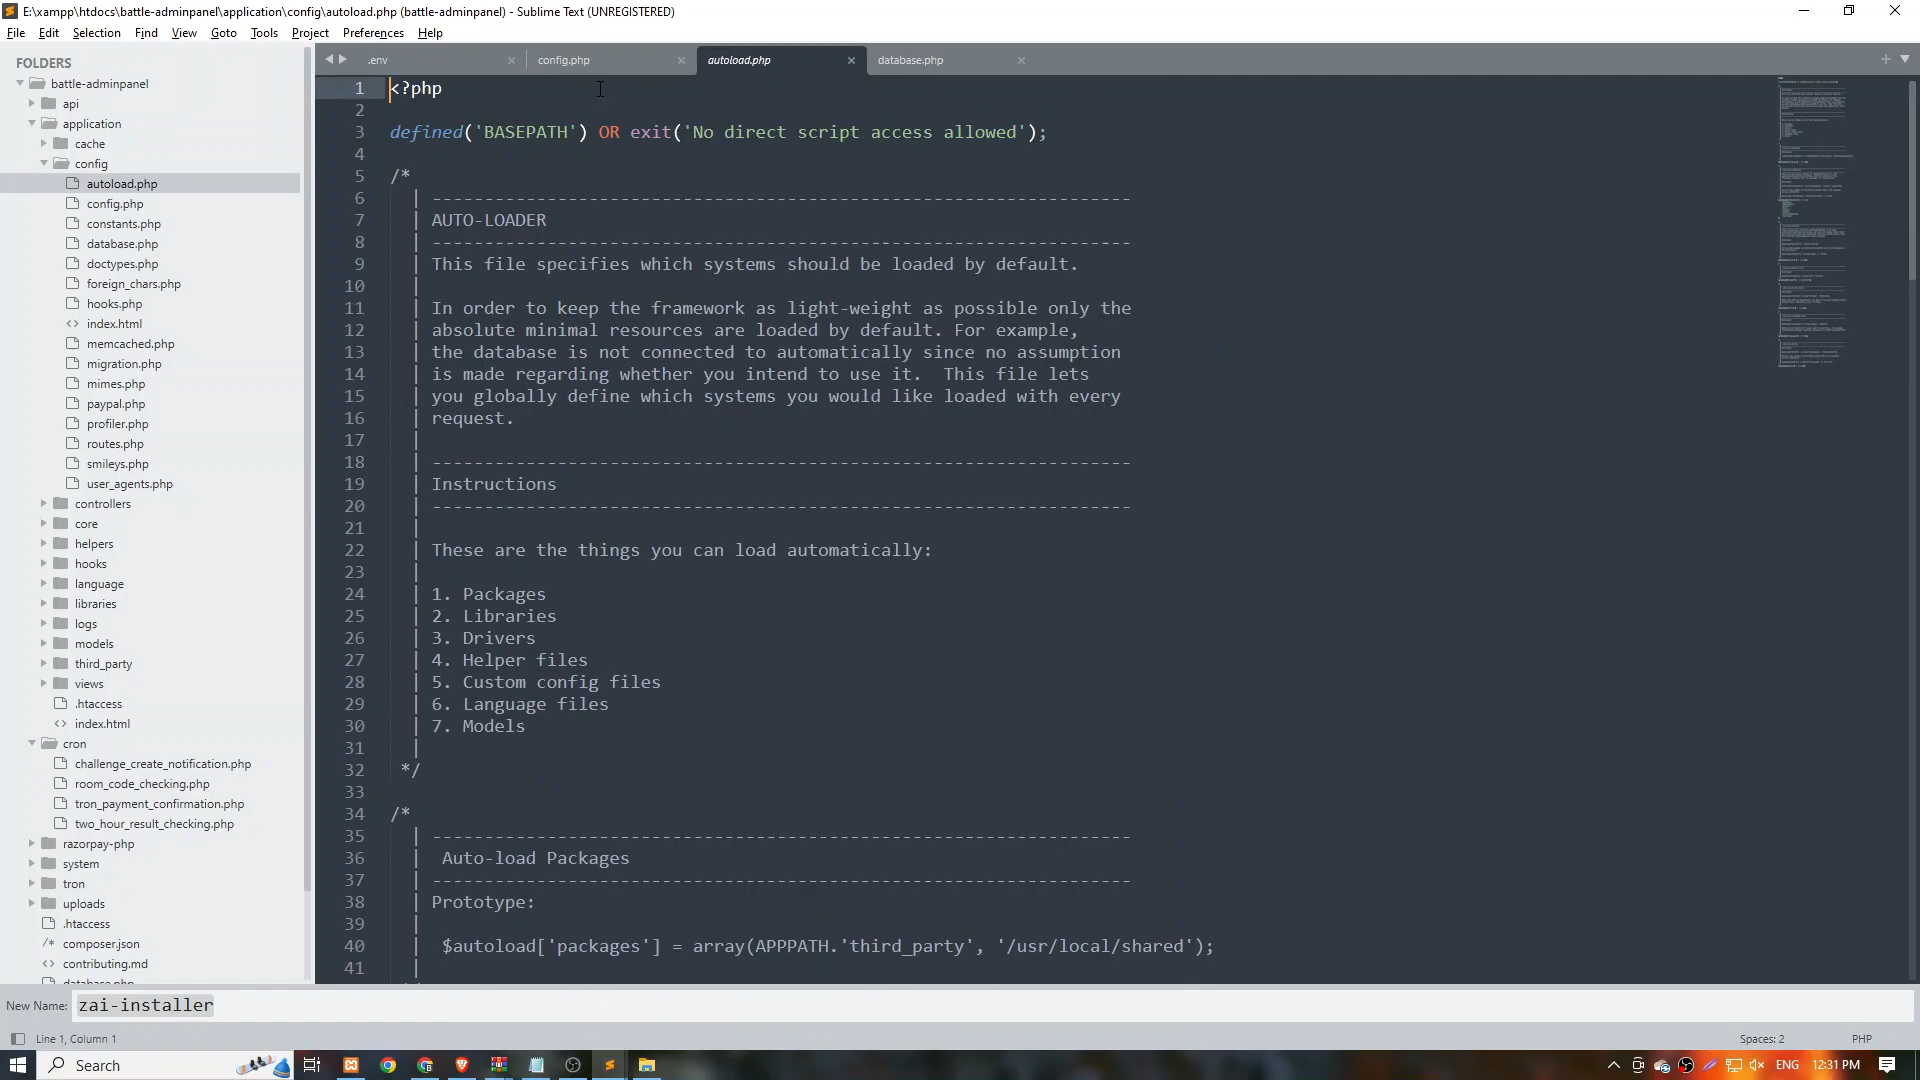 E:\xampp\htdocs\battle-adminpanel\application\config\autoload.php (battle-adminpanel) - Sublime Text (UNREGISTERED)
File Edit Selection Find View Goto Tools Project Preferences Help
FOLDERS
battle-adminpanel
api
application
cache
config
autoload.php
config.php
constants.php
database.php
doctypes.php
foreign_chars.php
hooks.php
<> index.html
memcached.php
migration.php
mimes.php
paypal.php
profiler.php
routes.php
smileys.php
user_agents.php
controllers
core
helpers
hooks
language
libraries
logs
models
third_party
views
.htaccess
<> index.html
cron
challenge_create_notification.php
room_code_checking.php
tron_payment_confirmation.php
two_hour_result_checking.php
razorpay-php
system
tron
uploads
.htaccess
/* composer.json
<> contributing.md
database.php
.env config.php autoload.php database.php
1 <?php
2
3 defined('BASEPATH') OR exit('No direct script access allowed');
4
5 /*
6 | -------------------------------------------------------------------
7 | AUTO-LOADER
8 | -------------------------------------------------------------------
9 | This file specifies which systems should be loaded by default.
10 |
11 | In order to keep the framework as light-weight as possible only the
12 | absolute minimal resources are loaded by default. For example,
13 | the database is not connected to automatically since no assumption
14 | is made regarding whether you intend to use it.  This file lets
15 | you globally define which systems you would like loaded with every
16 | request.
17 |
18 | -------------------------------------------------------------------
19 | Instructions
20 | -------------------------------------------------------------------
21 |
22 | These are the things you can load automatically:
23 |
24 | 1. Packages
25 | 2. Libraries
26 | 3. Drivers
27 | 4. Helper files
28 | 5. Custom config files
29 | 6. Language files
30 | 7. Models
31 |
32 */
33
34 /*
35 | -------------------------------------------------------------------
36 |  Auto-load Packages
37 | -------------------------------------------------------------------
38 | Prototype:
39 |
40 |  $autoload['packages'] = array(APPPATH.'third_party', '/usr/local/shared');
41 |
New Name: zai-installer
Line 1, Column 1 Spaces: 2 PHP
Search ENG 12:31 PM